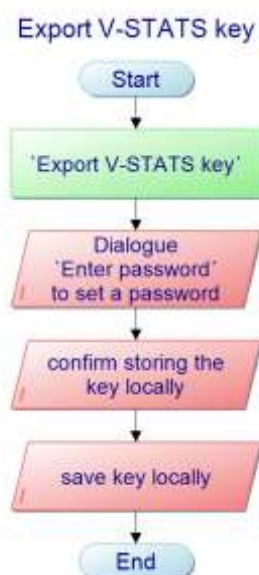 Export V-STATS key
Start
`Export V-STATS key`
Dialogue
`Enter password`
to set a password
I
confirm storing the
key locally
I
save key locally
I
End